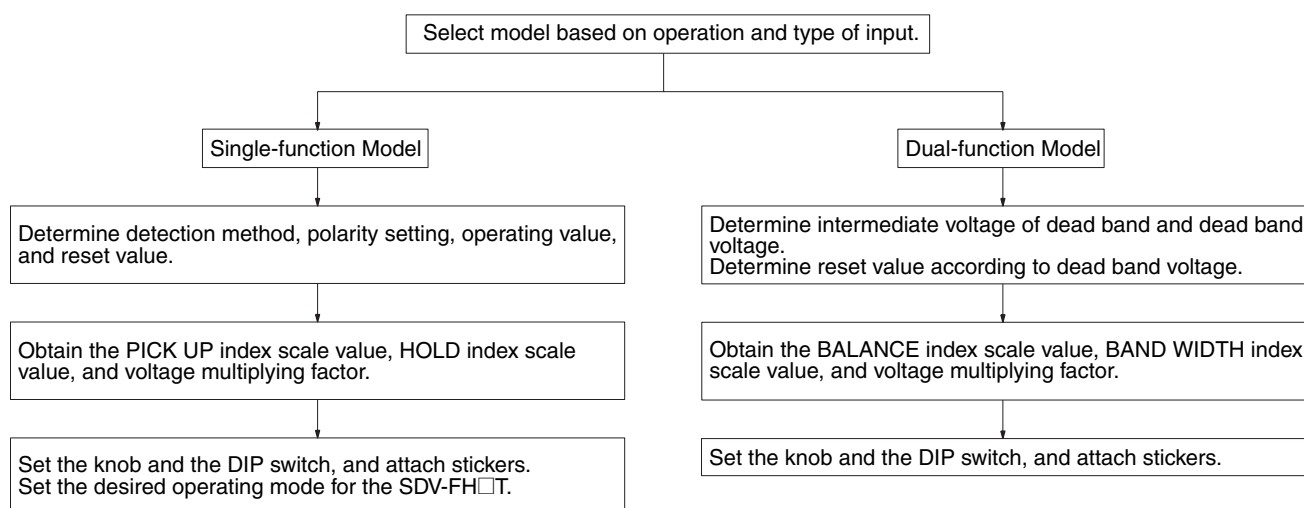 Select model based on operation and type of input.
Single-function Model
Dual-function Model
Determine detection method, polarity setting, operating value,
and reset value.
Determine intermediate voltage of dead band and dead band
voltage.
Determine reset value according to dead band voltage.
Obtain the PICK UP index scale value, HOLD index scale
value, and voltage multiplying factor.
Obtain the BALANCE index scale value, BAND WIDTH index
scale value, and voltage multiplying factor.
Set the knob and the DIP switch, and attach stickers.
Set the desired operating mode for the SDV-FH□T.
Set the knob and the DIP switch, and attach stickers.